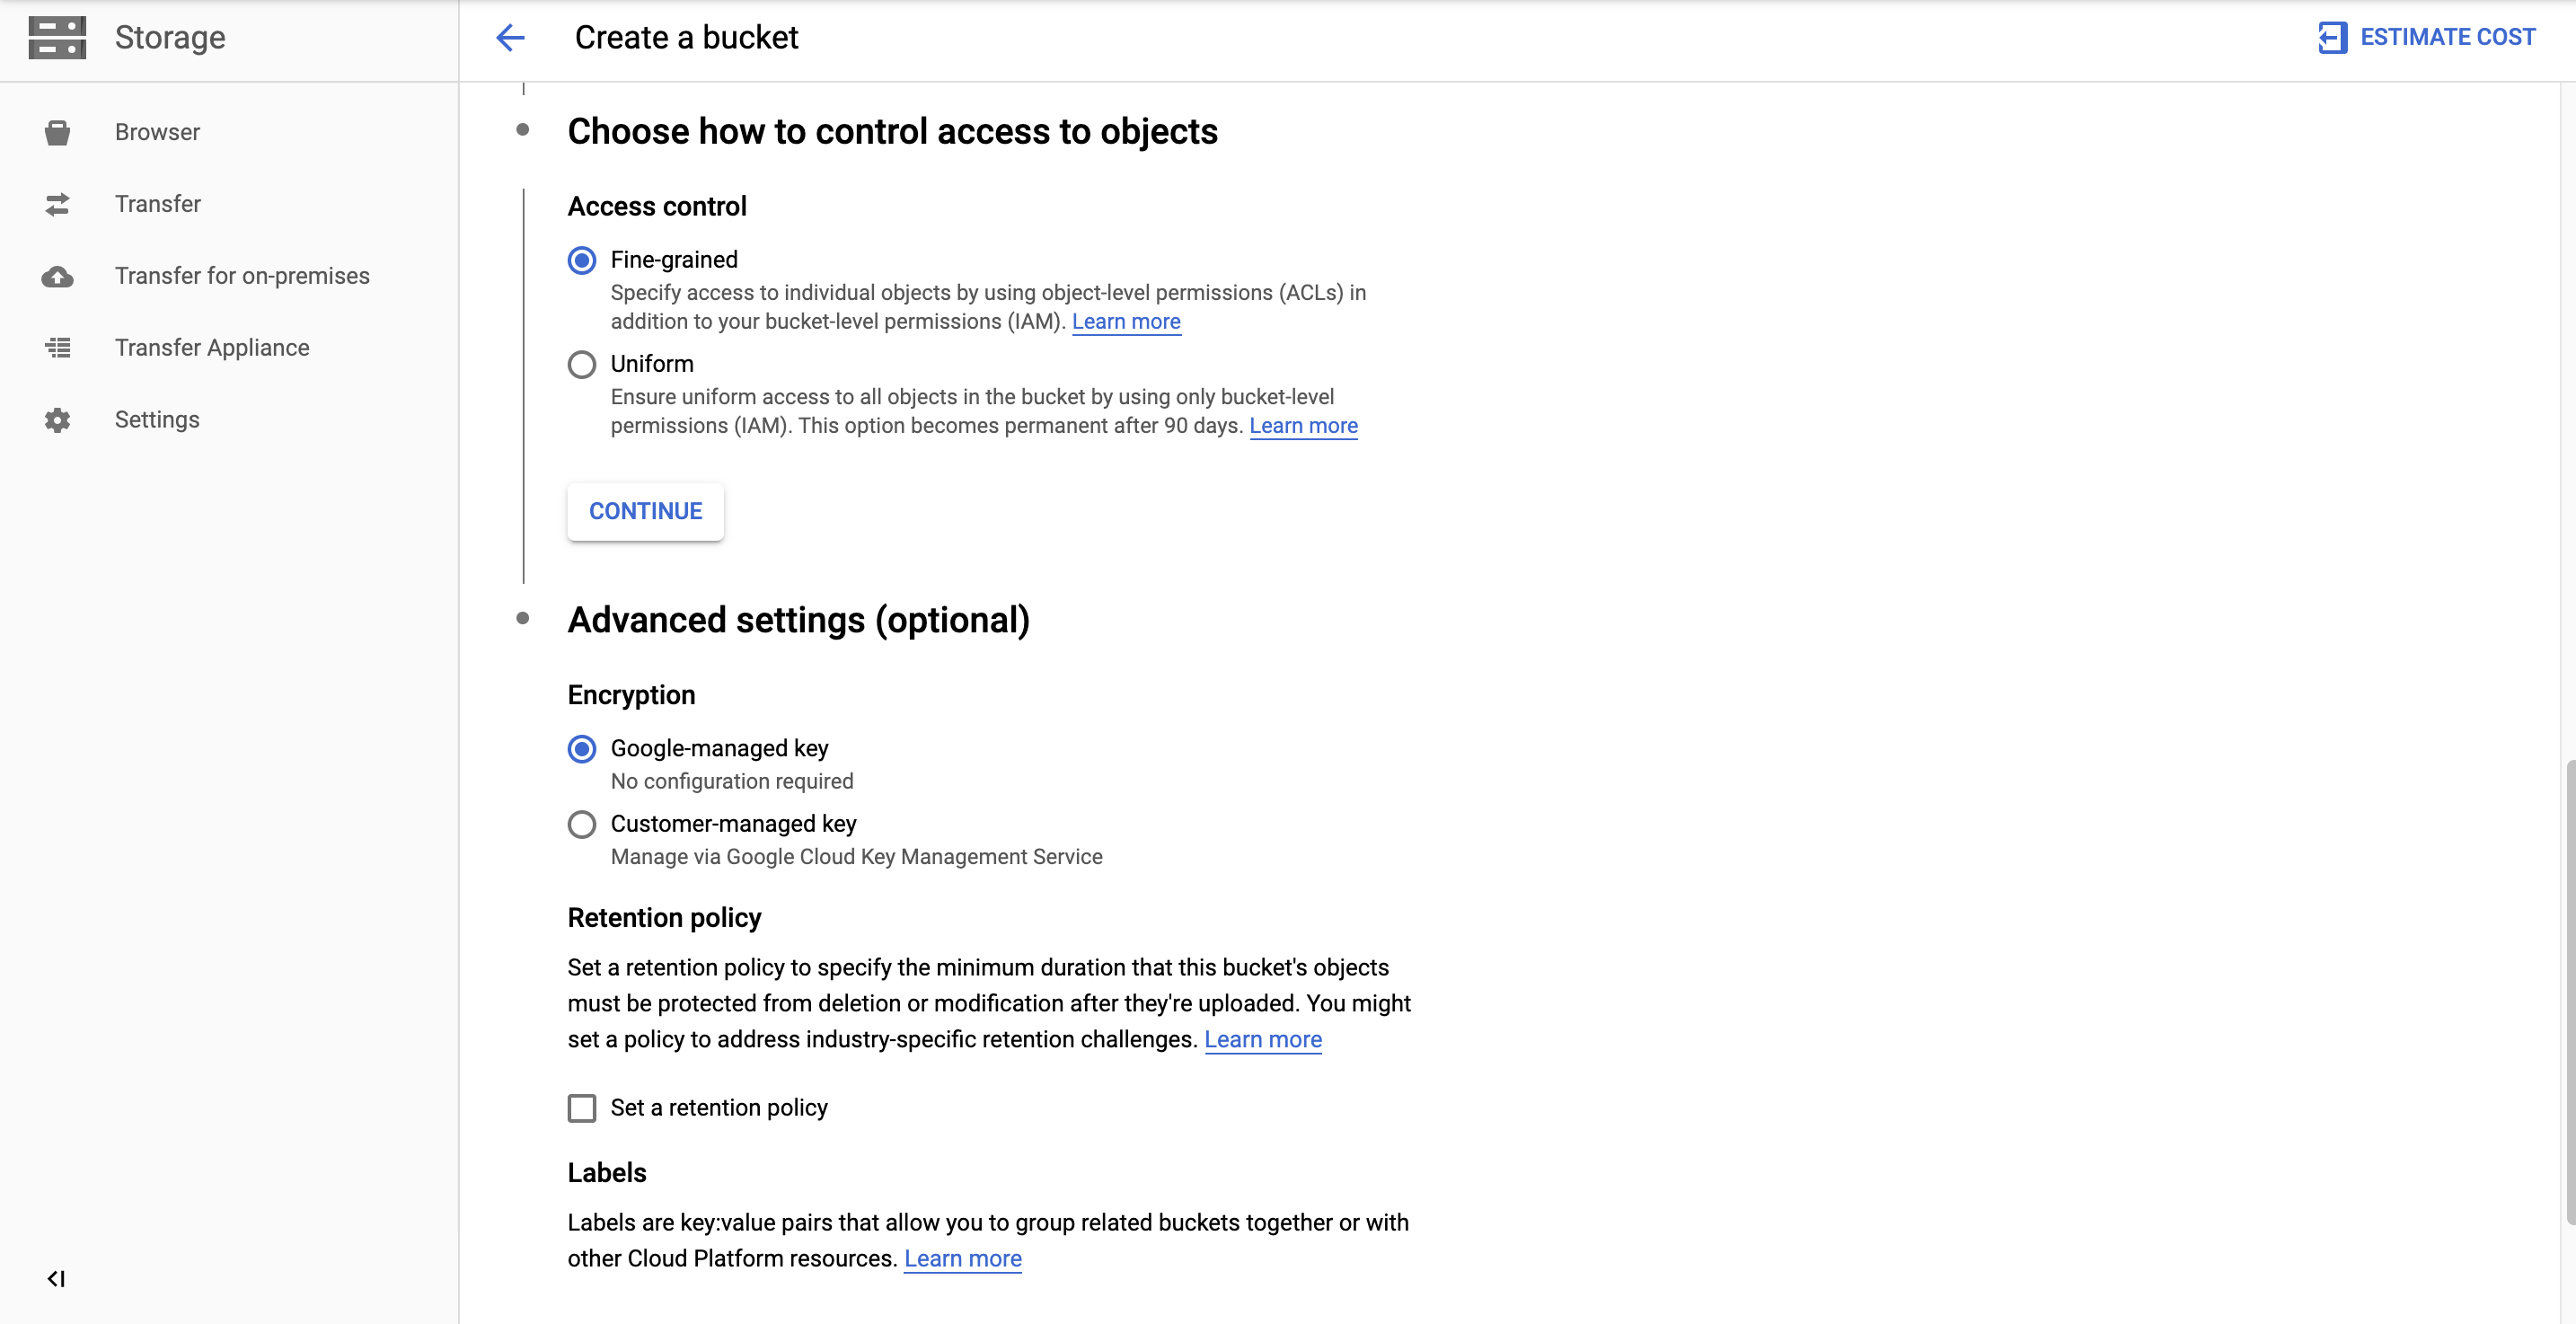 Storage
Create a bucket
ESTIMATE COST
Browser
Transfer
Transfer for on-premises
Transfer Appliance
Settings
Choose how to control access to objects
Access control
Fine-grained
Specify access to individual objects by using object-level permissions (ACLs) in
addition to your bucket-level permissions (IAM). Learn more
Uniform
Ensure uniform access to all objects in the bucket by using only bucket-level
permissions (IAM). This option becomes permanent after 90 days. Learn more
CONTINUE
Advanced settings (optional)
Encryption
Google-managed key
No configuration required
Customer-managed key
Manage via Google Cloud Key Management Service
Retention policy
Set a retention policy to specify the minimum duration that this bucket's objects
must be protected from deletion or modification after they're uploaded. You might
set a policy to address industry-specific retention challenges. Learn more
Set a retention policy
Labels
Labels are key:value pairs that allow you to group related buckets together or with
other Cloud Platform resources. Learn more